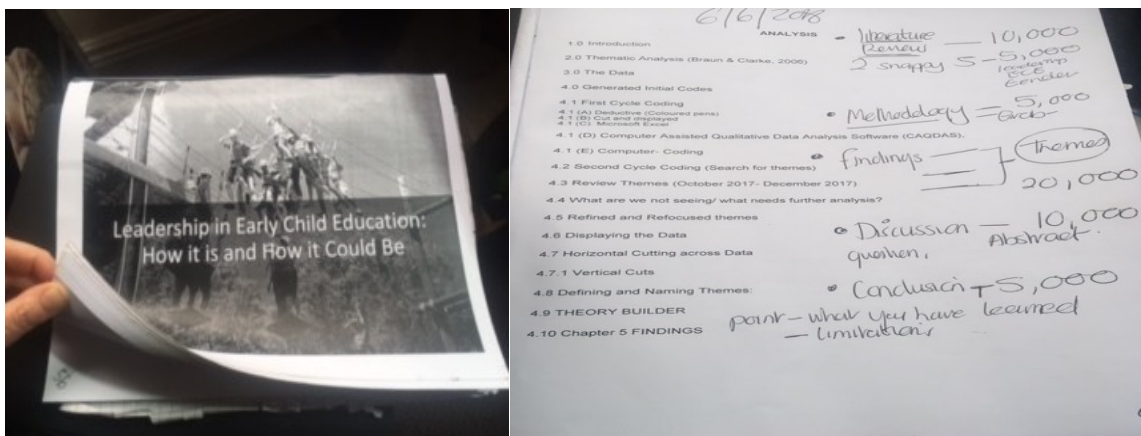 Leadership in Early Child Education:
How it is and How it Could Be
6/6/2018
ANALYSIS
1.0 Introduction
2.0 Thematic Analysis (Braun & Clarke, 2006)
3.0 The Data
4.0 Generated Initial Codes
4.1 First Cycle Coding
4.1 (A) Deductive (Coloured pens)
4.1 (B) Cut and displayed
4.1 (C) Microsoft Excel
4.1 (D) Computer Assisted Qualitative Data Analysis Software (CAQDAS),
4.1 (E) Computer- Coding
4.2 Second Cycle Coding (Search for themes)
4.3 Review Themes (October 2017- December 2017)
4.4 What are we not seeing/ what needs further analysis?
4.5 Refined and Refocused themes
4.6 Displaying the Data
4.7 Horizontal Cutting across Data
4.7.1 Vertical Cuts
4.8 Defining and Naming Themes:
4.9 THEORY BUILDER
4.10 Chapter 5 FINDINGS
• Literature Review — 10,000
2 snappy 5-5,000
Leadership
ECE
Gender
• Methodology — 5,000
• Findings
Themed
20,000
• Discussion — 10,000
Abstract.
question,
• Conclusion — 5,000
point - what you have learned
- limitations